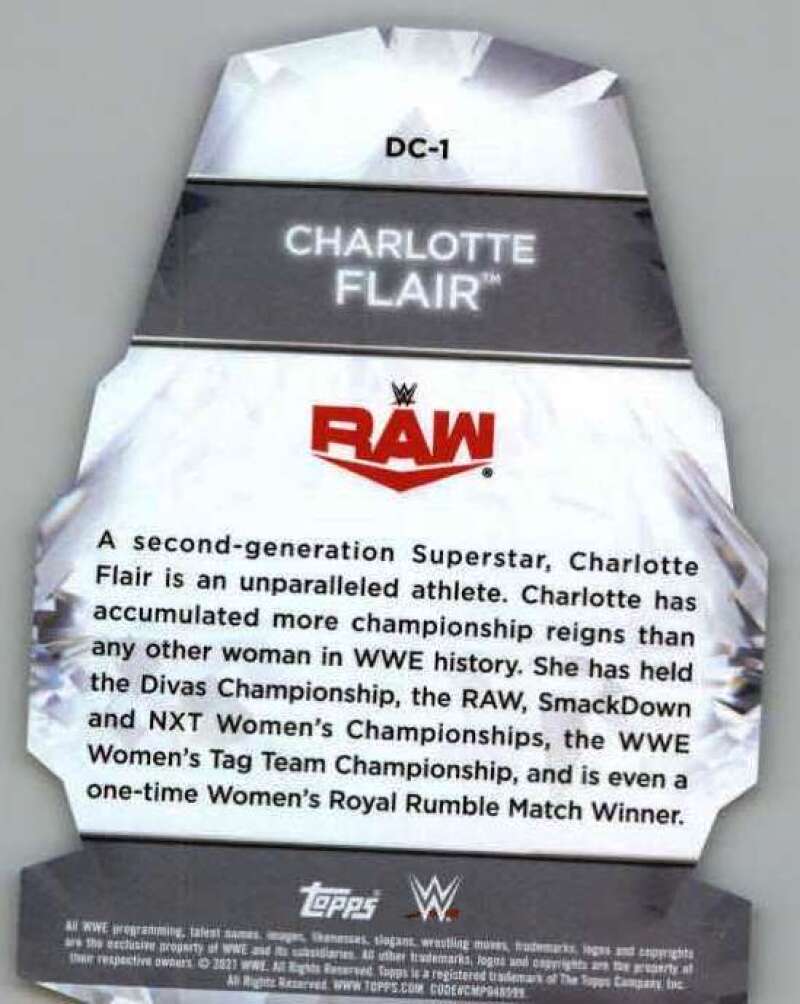 DC-1
CHARLOTTE
FLAIR™
W
RAW®
A second-generation Superstar, Charlotte
Flair is an unparalleled athlete. Charlotte has
accumulated more championship reigns than
any other woman in WWE history. She has held
the Divas Championship, the RAW, SmackDown
and NXT Women's Championships, the WWE
Women's Tag Team Championship, and is even a
one-time Women's Royal Rumble Match Winner.
Topps® W
All WWE programming, talent names, images, likenesses, slogans, wrestling moves, trademarks, logos and copyrights
are the exclusive property of WWE and its subsidiaries. All other trademarks, logos and copyrights are the property of
their respective owners. © 2021 WWE. All Rights Reserved. Topps is a registered trademark of The Topps Company, Inc.
All Rights Reserved. WWW.TOPPS.COM CODE#CMP048599